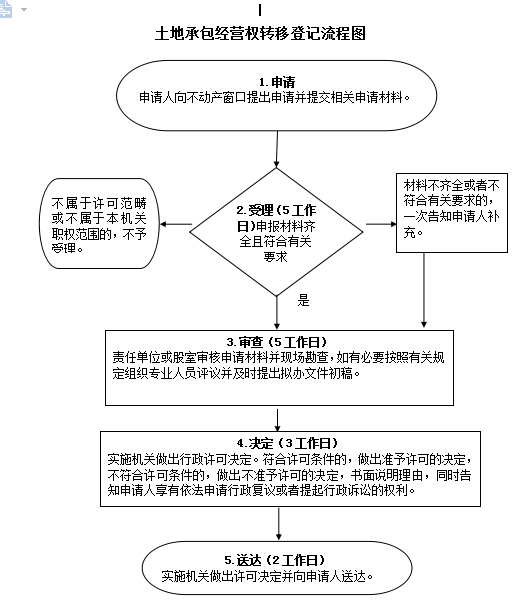 土地承包经营权转移登记流程图
1.申请
申请人向不动产窗口提出申请并提交相关申请材料。
不属于许可范畴
或不属于本机关
职权范围的，不予
受理。
2.受理（5工作
日）申报材料齐
全且符合有关
要求
材料不齐全或者不
符合有关要求的，
一次告知申请人补
充。
是
3.审查（5工作日）
责任单位或股室审核申请材料并现场勘查，如有必要按照有关规
定组织专业人员评议并及时提出拟办文件初稿。
4.决定（3工作日）
实施机关做出行政许可决定。符合许可条件的，做出准予许可的决定，
不符合许可条件的，做出不准予许可的决定，书面说明理由，同时告
知申请人享有依法申请行政复议或者提起行政诉讼的权利。
5.送达（2工作日）
实施机关做出许可决定并向申请人送达。